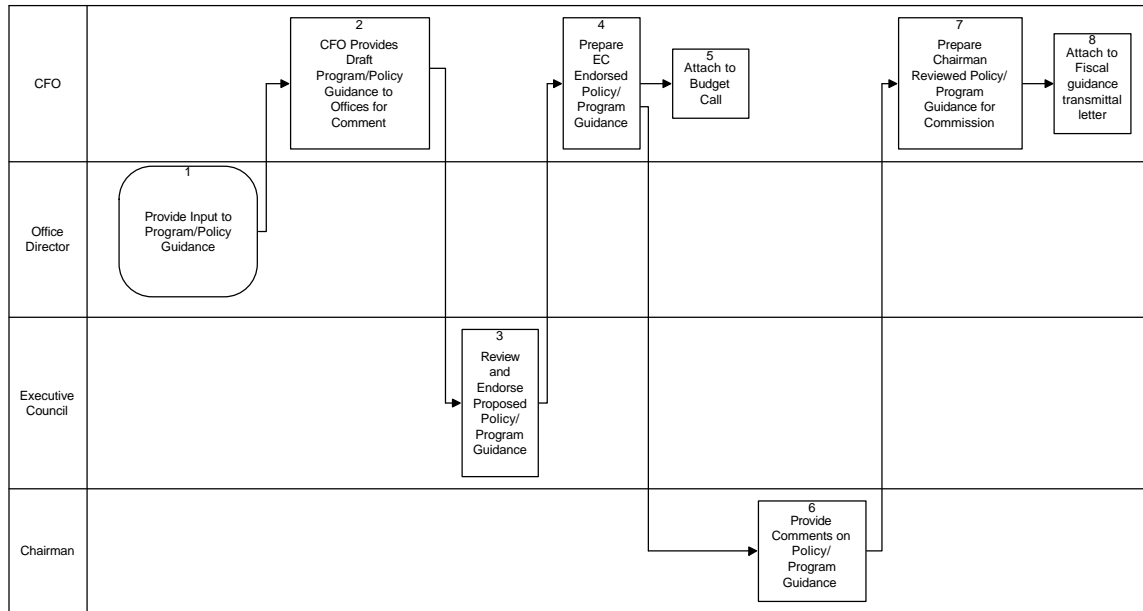 CFO
2
CFO Provides
Draft
Program/Policy
Guidance to
Offices for
Comment
4
Prepare
EC
Endorsed
Policy/
Program
Guidance
5
Attach to
Budget
Call
7
Prepare
Chairman
Reviewed Policy/
Program
Guidance for
Commission
8
Attach to
Fiscal
guidance
transmittal
letter
Office
Director
1
Provide Input to
Program/Policy
Guidance
Executive
Council
3
Review
and
Endorse
Proposed
Policy/
Program
Guidance
Chairman
6
Provide
Comments on
Policy/
Program
Guidance